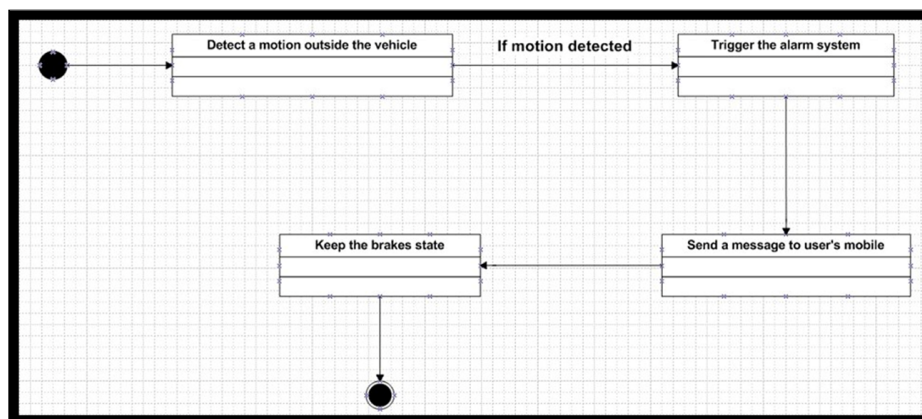 Detect a motion outside the vehicle
If motion detected
Trigger the alarm system
Keep the brakes state
Send a message to user's mobile